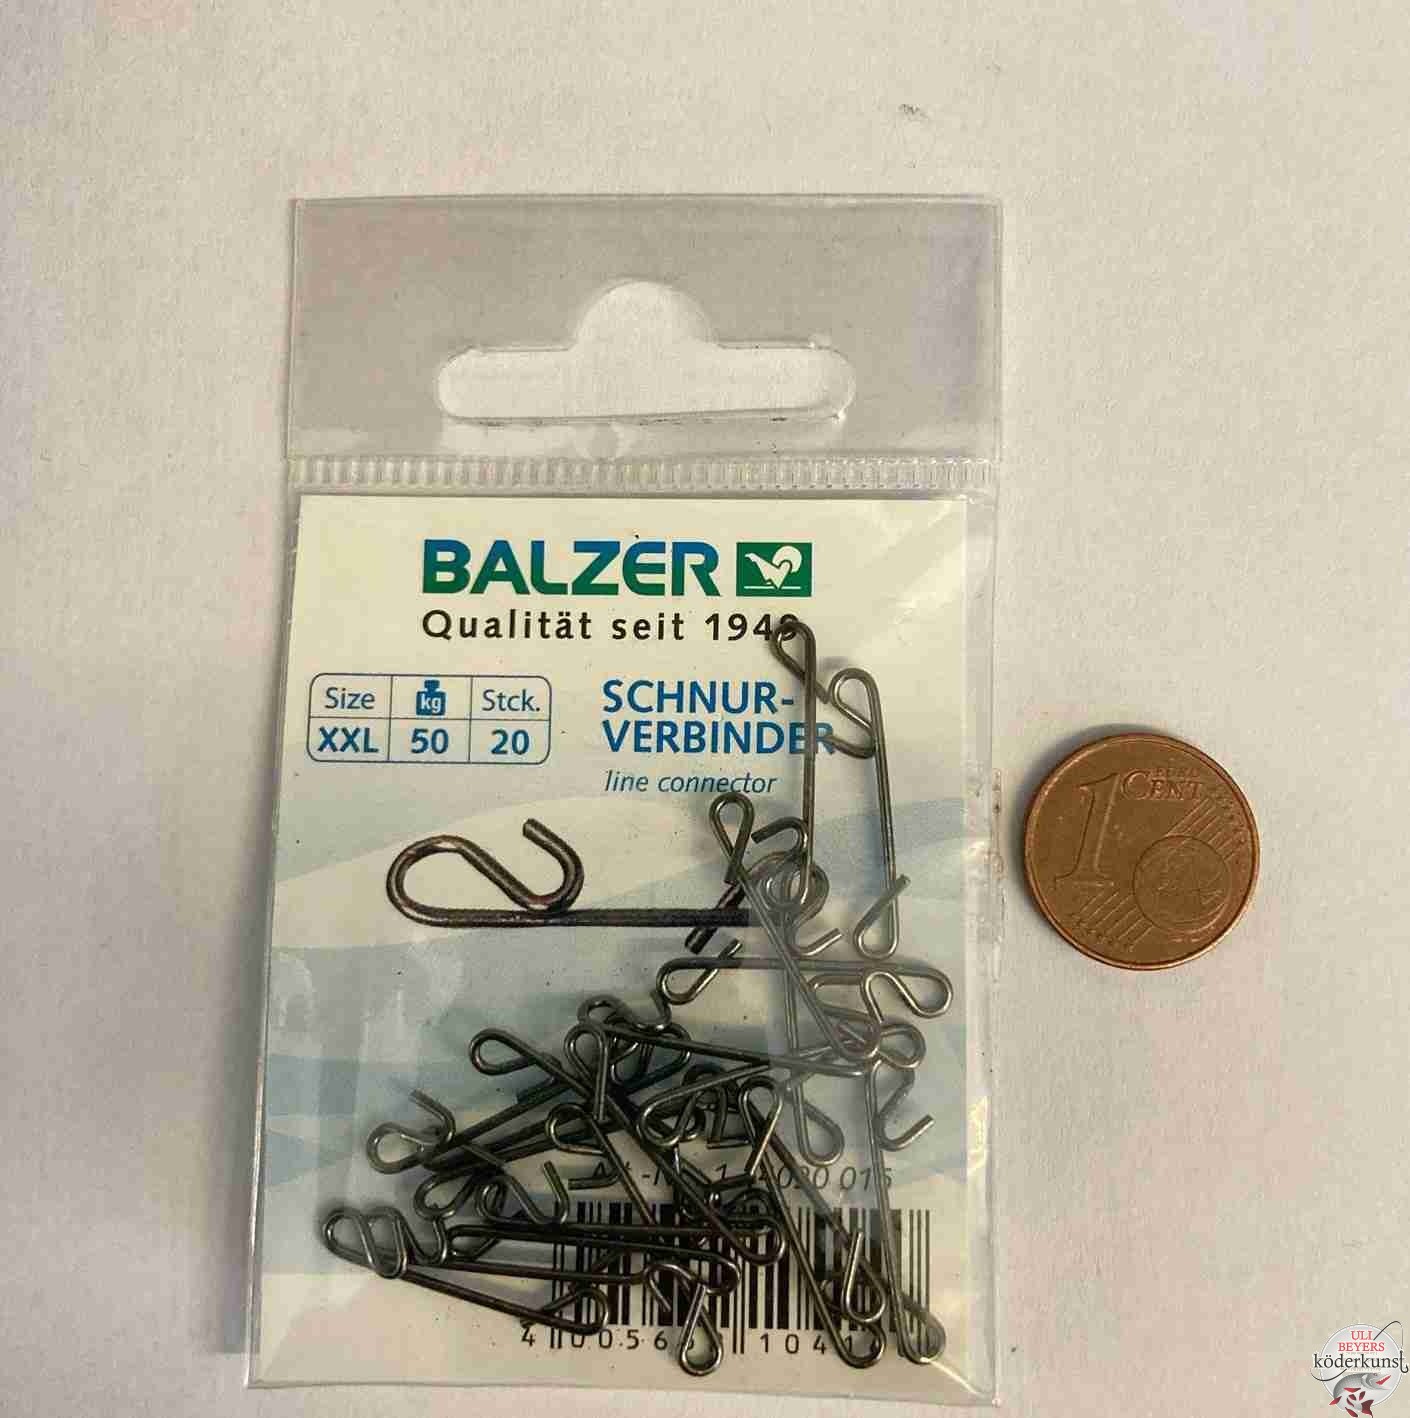 BALZER
Qualität seit 1949
Size kg Stck.
XXL 50 20
SCHNUR-
VERBINDER
line connector
1 EURO
CENT
ULI
BEYERS
köderkunst